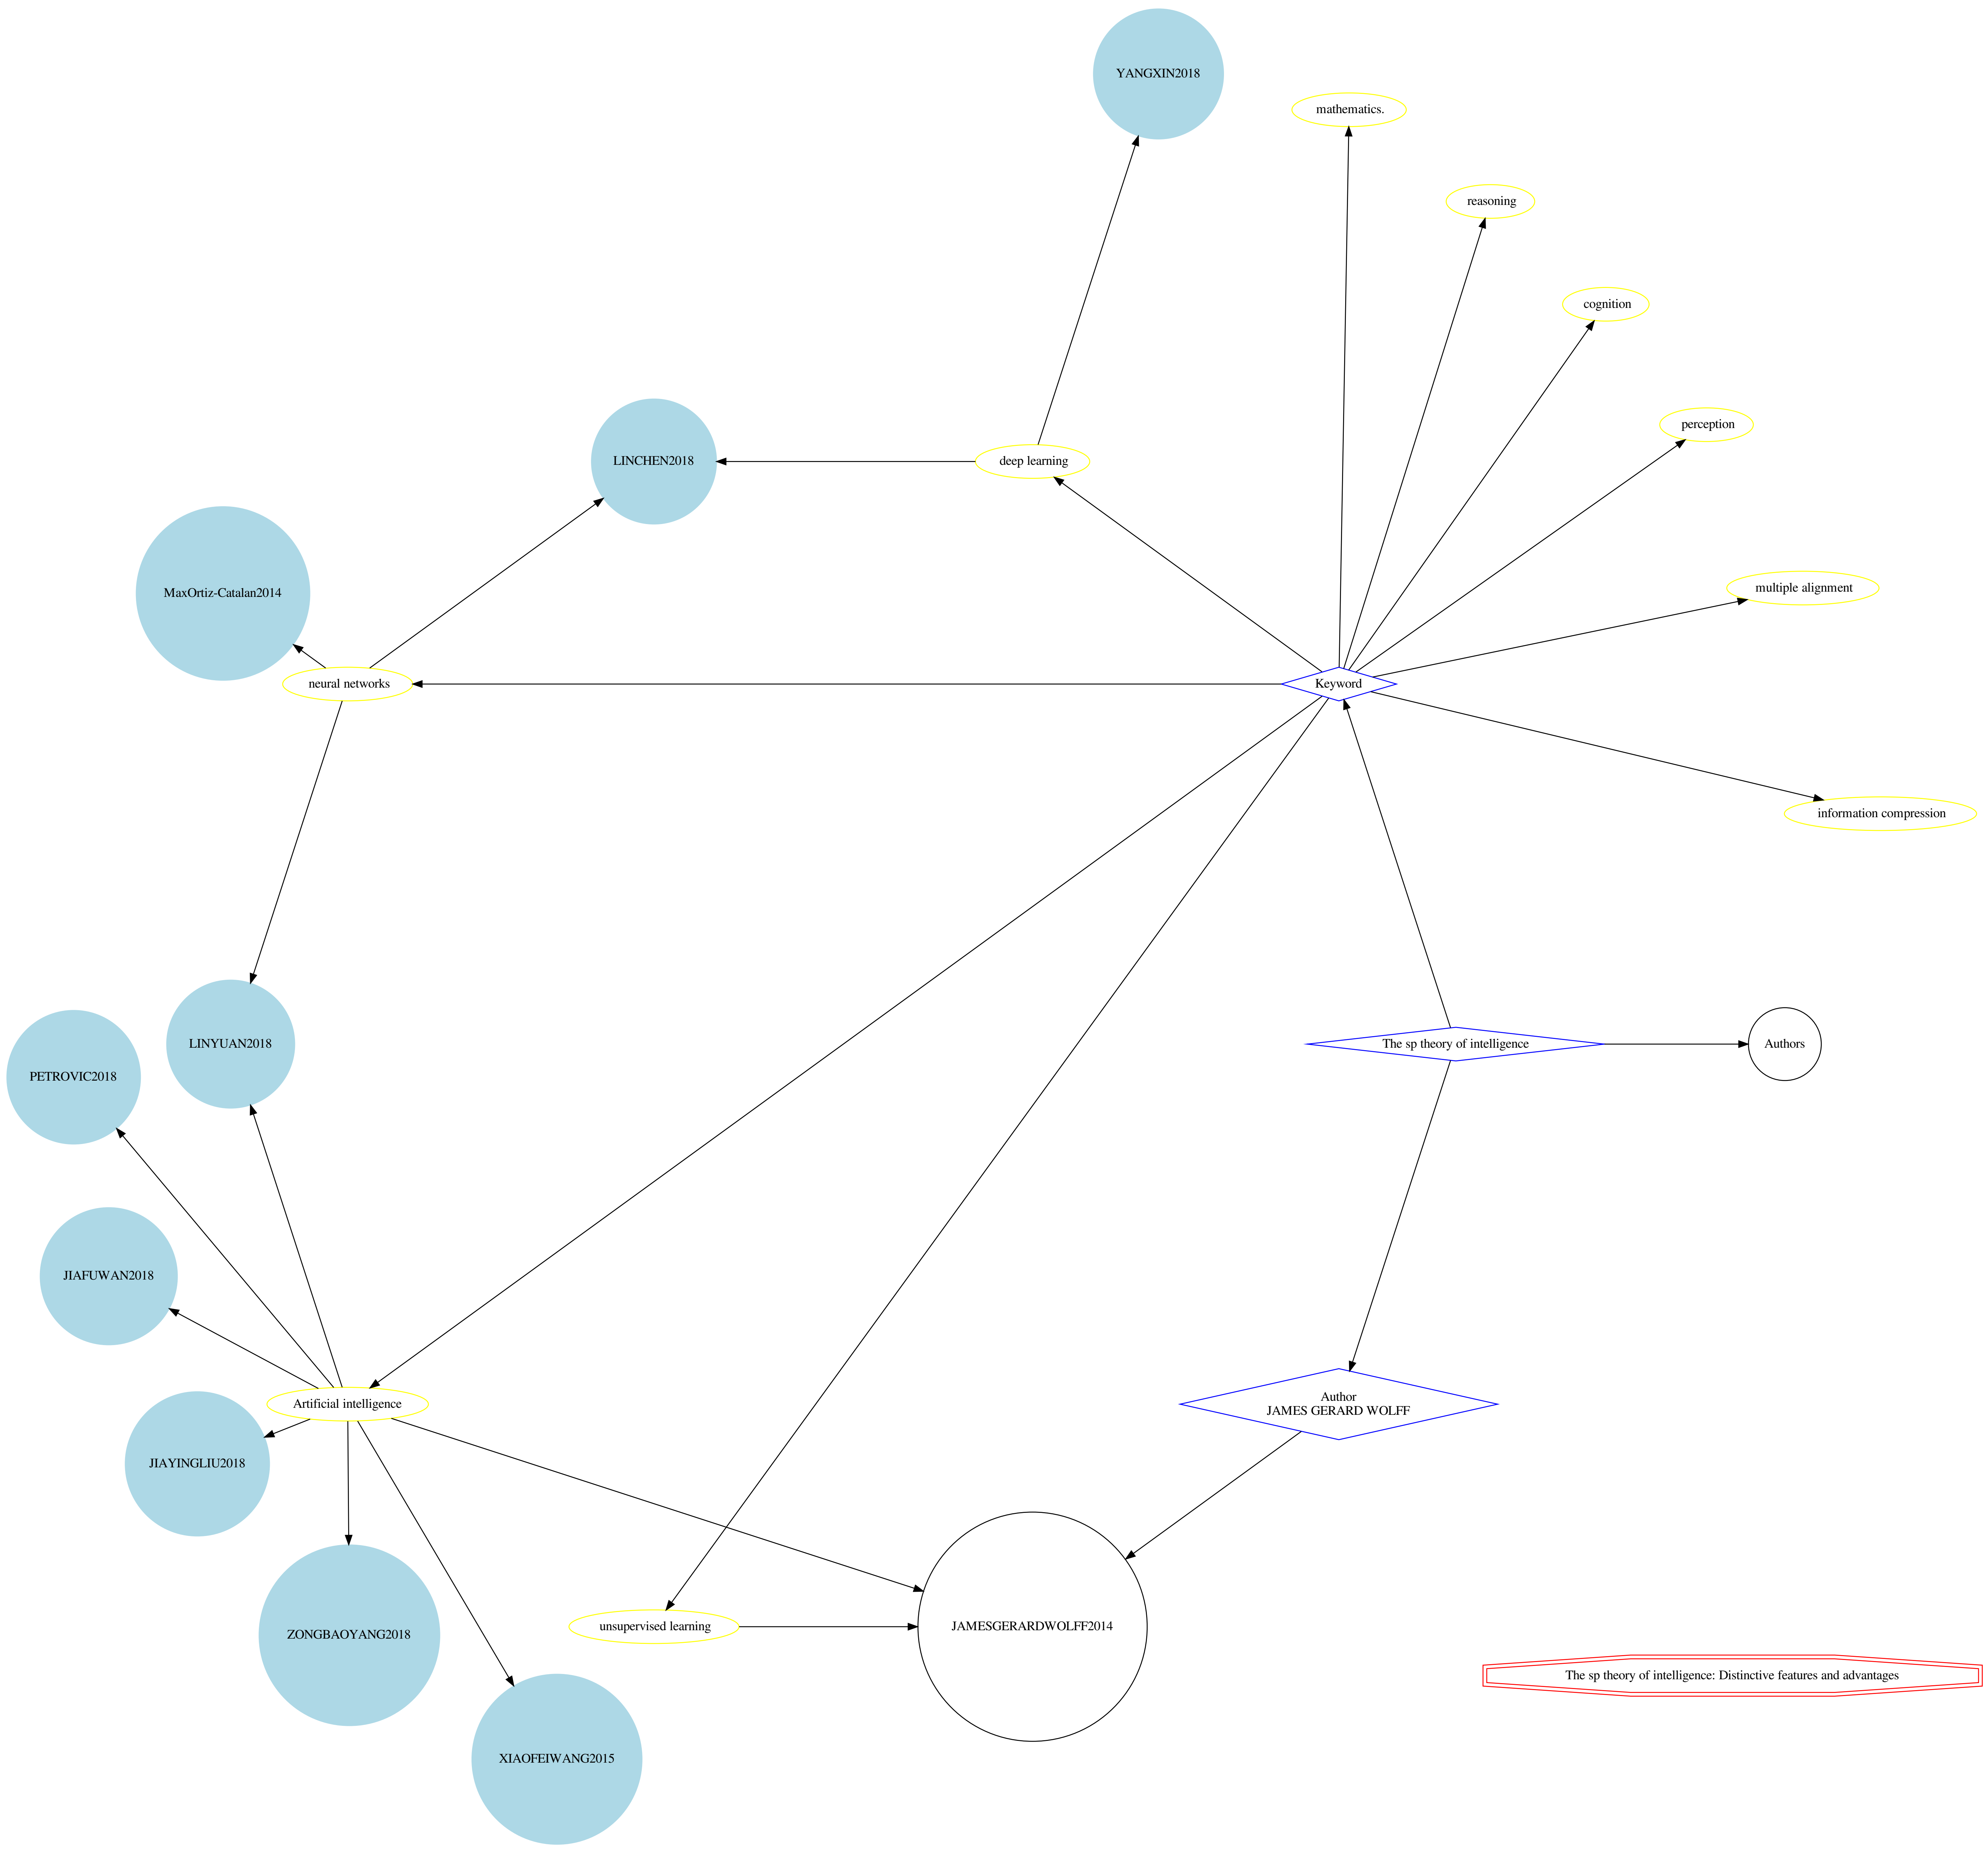 YANGXIN2018
mathematics.
reasoning
cognition
perception
LINCHEN2018
deep learning
MaxOrtiz-Catalan2014
multiple alignment
neural networks
Keyword
information compression
LINYUAN2018
The sp theory of intelligence
Authors
PETROVIC2018
JIAFUWAN2018
Artificial intelligence
Author
JAMES GERARD WOLFF
JIAYINGLIU2018
ZONGBAOYANG2018
unsupervised learning
JAMESGERARDWOLFF2014
The sp theory of intelligence: Distinctive features and advantages
XIAOFEIWANG2015